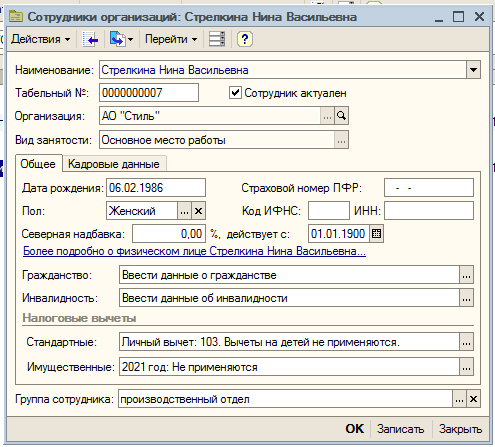 Сотрудники организаций: Стрелкина Нина Васильевна
Действия Перейти ?
Наименование: Стрелкина Нина Васильевна
Табельный №: 0000000007 Сотрудник актуален
Организация: АО "Стиль" ...
Вид занятости: Основное место работы ...
Общее Кадровые данные
Дата рождения: 06.02.1986 Страховой номер ПФР: - -
Пол: Женский ... × Код ИФНС: ИНН:
Северная надбавка: 0,00 %, действует с: 01.01.1900
Более подробно о физическом лице Стрелкина Нина Васильевна...
Гражданство: Ввести данные о гражданстве ...
Инвалидность: Ввести данные об инвалидности ...
Налоговые вычеты
Стандартные: Личный вычет: 103. Вычеты на детей не применяются. ...
Имущественные: 2021 год: Не применяются ...
Группа сотрудника: производственный отдел ... ×
OK Записать Закрыть